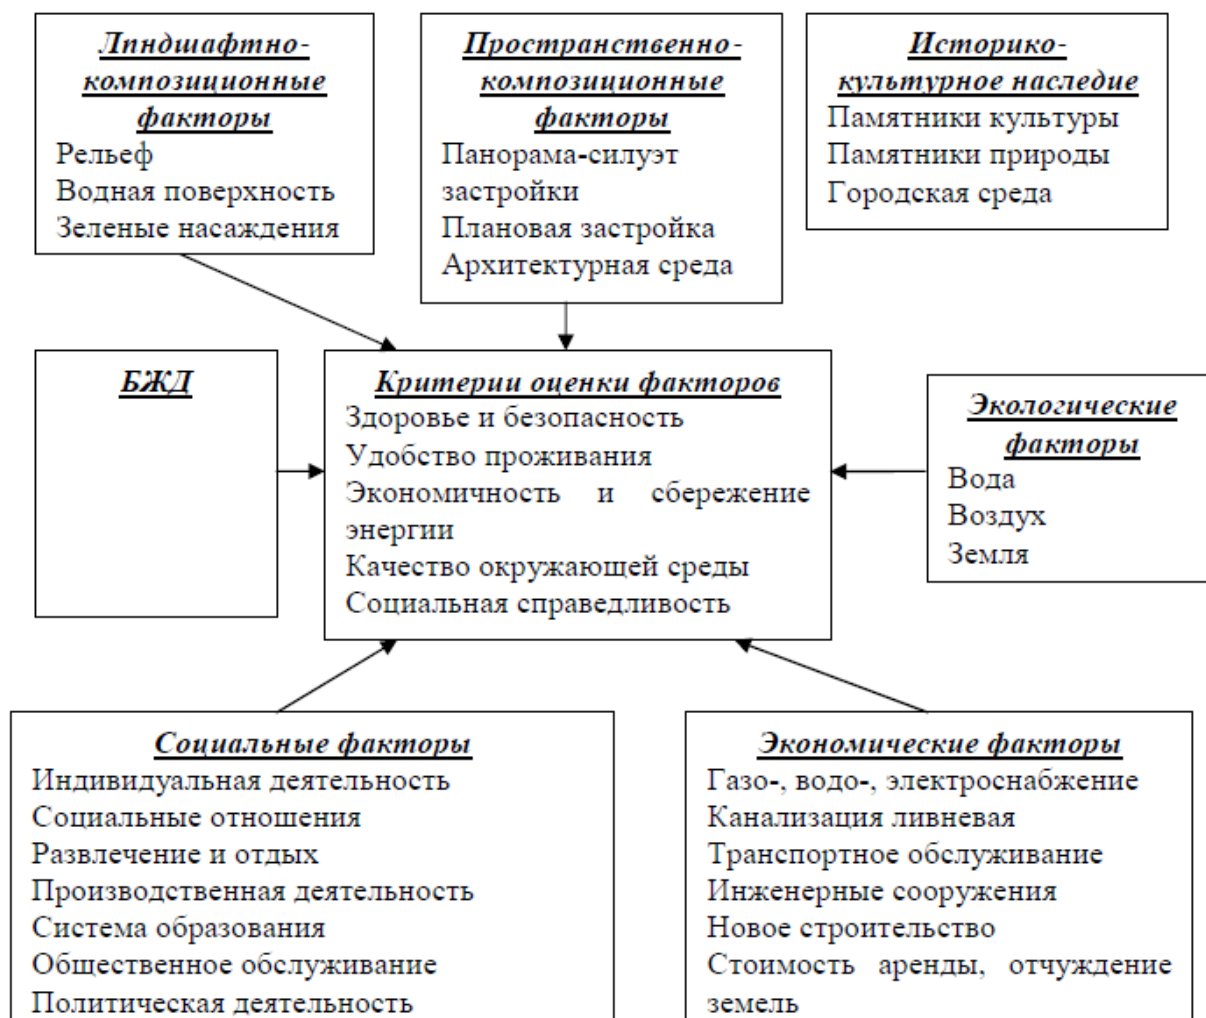 Лпндшафтно-
композиционные
факторы
Рельеф
Водная поверхность
Зеленые насаждения
Пространственно-
композиционные
факторы
Панорама-силуэт
застройки
Плановая застройка
Архитектурная среда
Историко-
культурное наследие
Памятники культуры
Памятники природы
Городская среда
БЖД
Критерии оценки факторов
Здоровье и безопасность
Удобство проживания
Экономичность и сбережение
энергии
Качество окружающей среды
Социальная справедливость
Экологические
факторы
Вода
Воздух
Земля
Социальные факторы
Индивидуальная деятельность
Социальные отношения
Развлечение и отдых
Производственная деятельность
Система образования
Общественное обслуживание
Политическая деятельность
Экономические факторы
Газо-, водо-, электроснабжение
Канализация ливневая
Транспортное обслуживание
Инженерные сооружения
Новое строительство
Стоимость аренды, отчуждение
земель